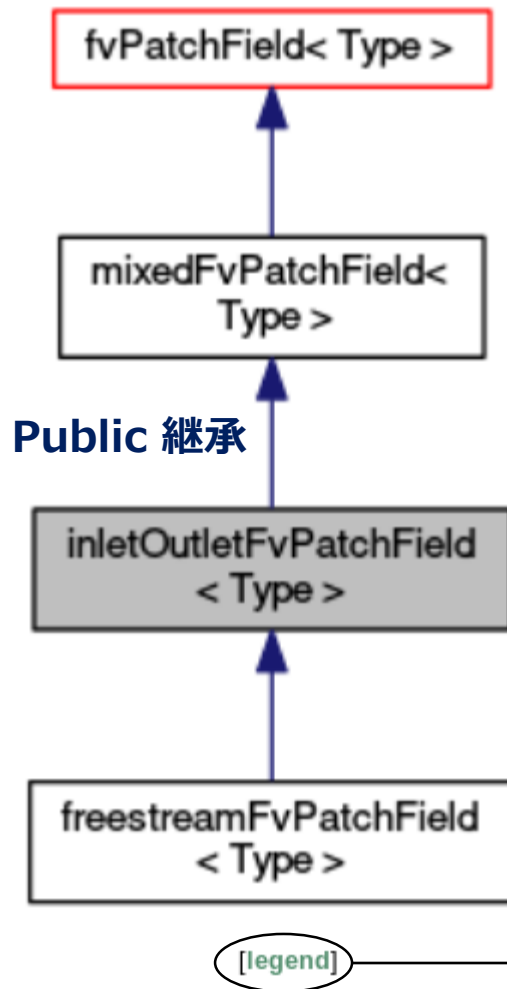 fvPatchField< Type >
mixedFvPatchField<
Type >
Public 継承
inletOutletFvPatchField
< Type >
freestreamFvPatchField
< Type >
[legend]